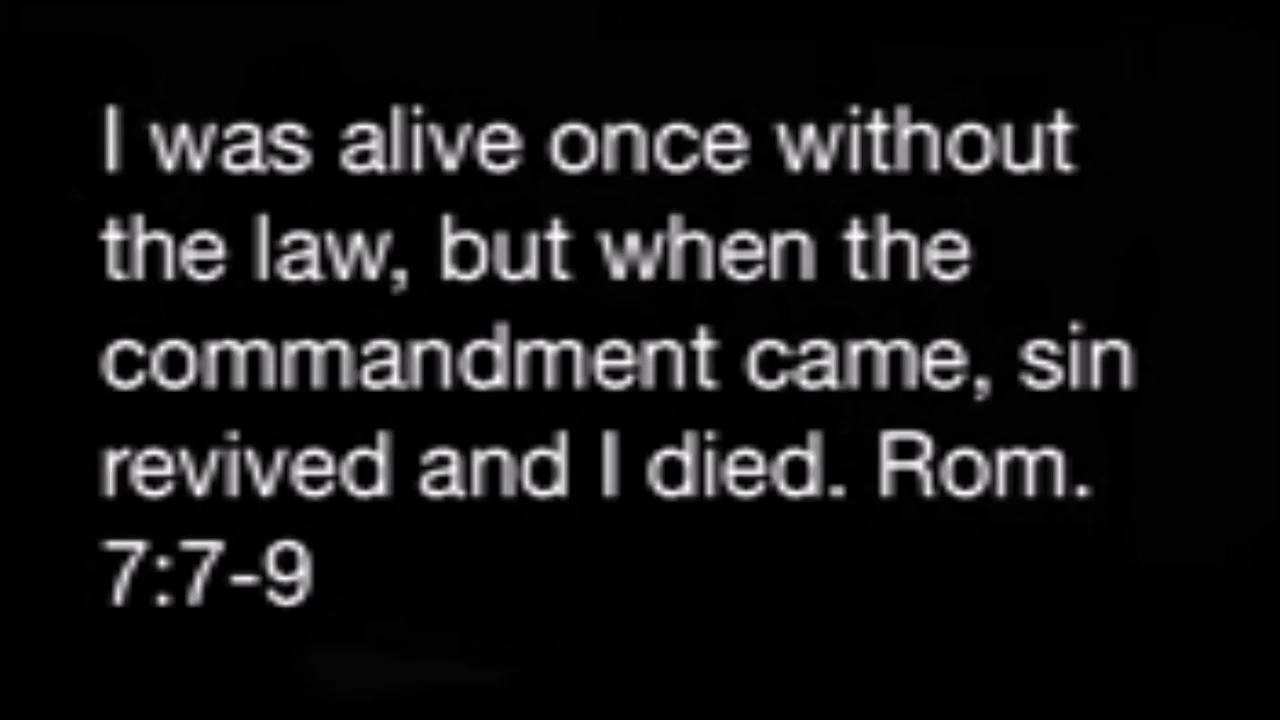 I was alive once without
the law, but when the
commandment came, sin
revived and I died. Rom.
7:7-9